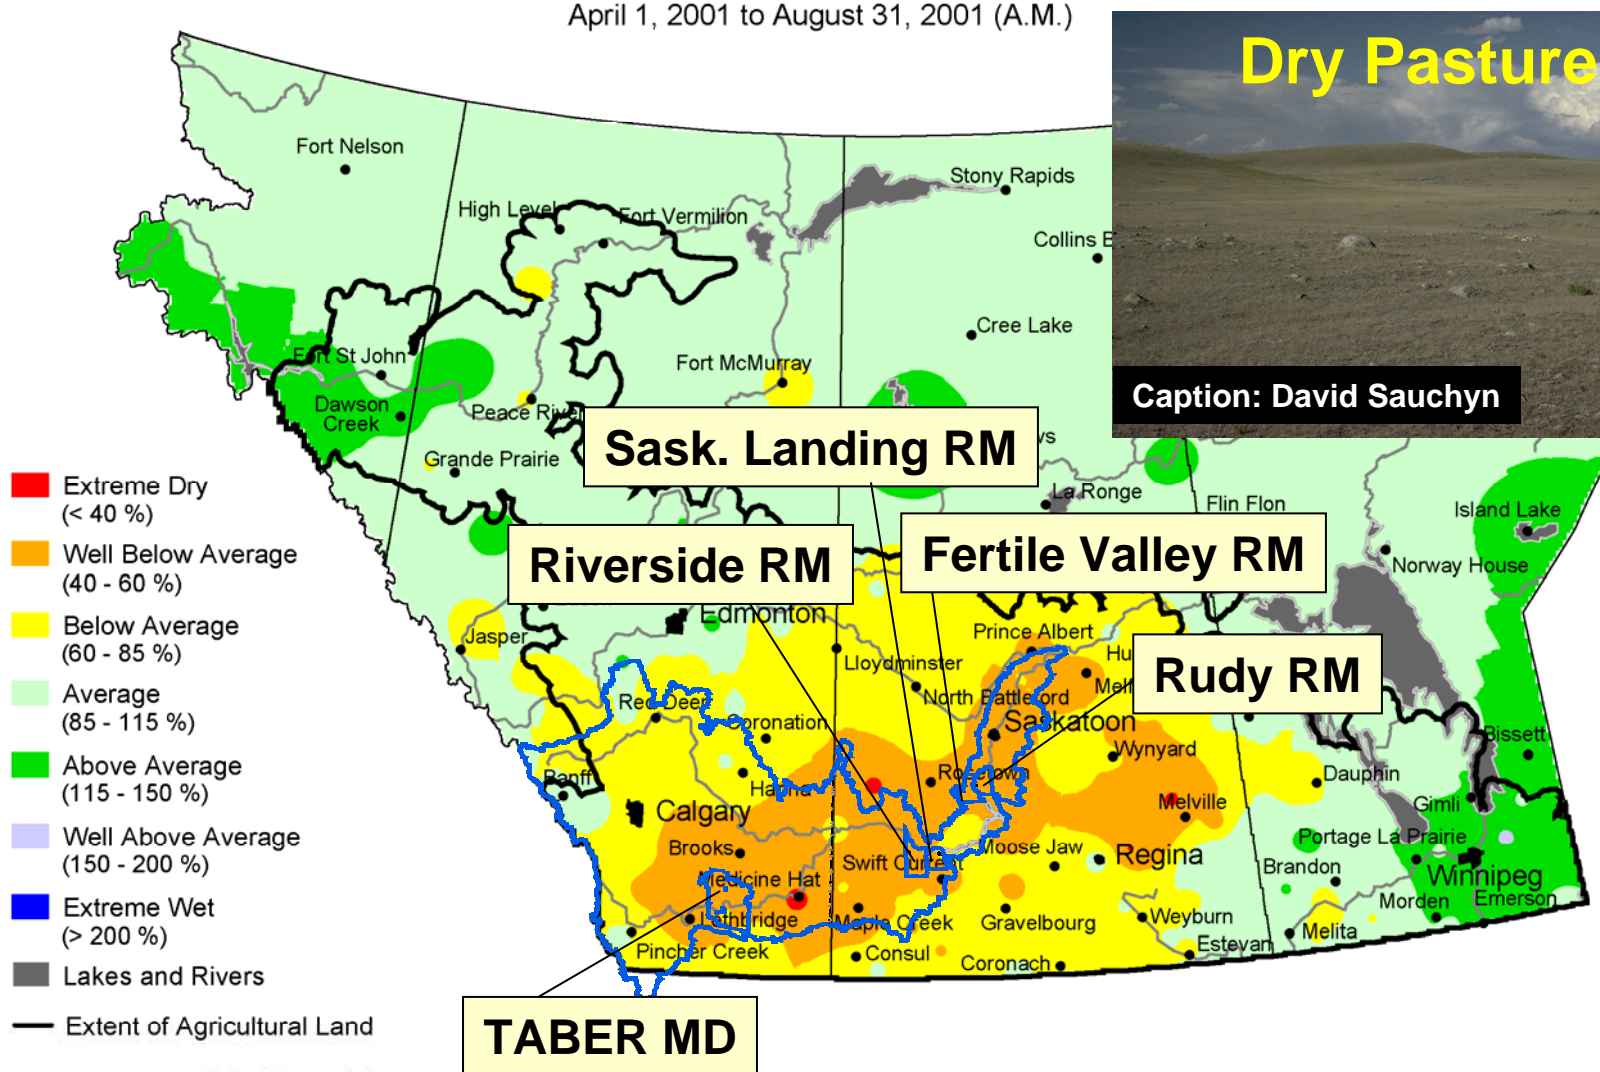 April 1, 2001 to August 31, 2001 (A.M.)
Dry Pasture
Caption: David Sauchyn
Fort Nelson
Stony Rapids
High Level
Fort Vermilion
Collins
Cree Lake
Fort St John
Fort McMurray
Dawson
Creek
Peace River
Grande Prairie
Sask. Landing RM
La Ronge
Flin Flon
Island Lake
Norway House
Riverside RM
Fertile Valley RM
Edmonton
Jasper
Prince Albert
Lloydminster
North Battleford
Rudy RM
Red Deer
Coronation
Saskatoon
Wynyard
Bissett
Banff
Hanna
Rosetown
Dauphin
Calgary
Melville
Gimli
Portage La Prairie
Brooks
Swift Current
Moose Jaw
Regina
Brandon
Winnipeg
Medicine Hat
Morden
Emerson
Lethbridge
Maple Creek
Gravelbourg
Weyburn
Melita
Pincher Creek
Consul
Coronach
Estevan
TABER MD
Extreme Dry
(< 40 %)
Well Below Average
(40 - 60 %)
Below Average
(60 - 85 %)
Average
(85 - 115 %)
Above Average
(115 - 150 %)
Well Above Average
(150 - 200 %)
Extreme Wet
(> 200 %)
Lakes and Rivers
Extent of Agricultural Land